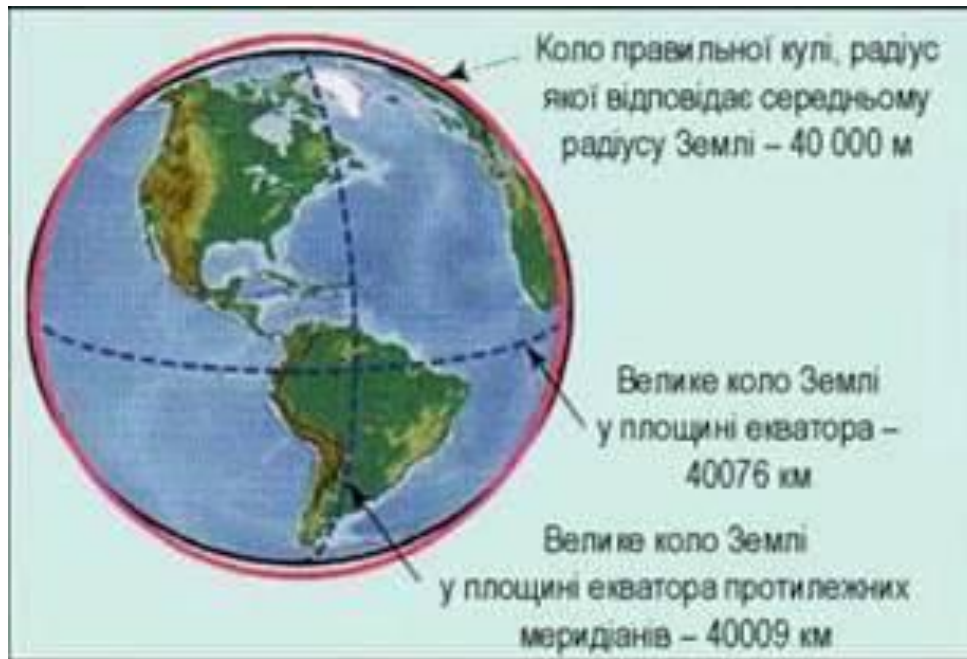 Коло правильної кулі, радіус
якої відповідає середньому
радіусу Землі – 40 000 м
Велике коло Землі
у площині екватора –
40076 км
Велике коло Землі
у площині екватора протилежних
меридіанів – 40009 км